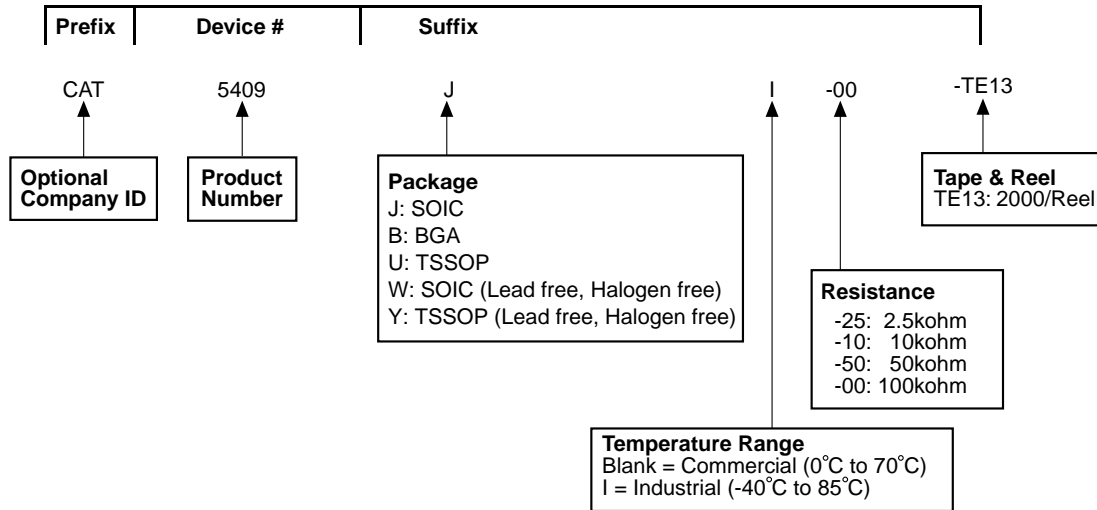 Prefix Device # Suffix
CAT 5409 J I -00 -TE13
Optional
Company ID
Product
Number
Package
J: SOIC
B: BGA
U: TSSOP
W: SOIC (Lead free, Halogen free)
Y: TSSOP (Lead free, Halogen free)
Tape & Reel
TE13: 2000/Reel
Resistance
-25: 2.5kohm
-10: 10kohm
-50: 50kohm
-00: 100kohm
Temperature Range
Blank = Commercial (0°C to 70°C)
I = Industrial (-40°C to 85°C)